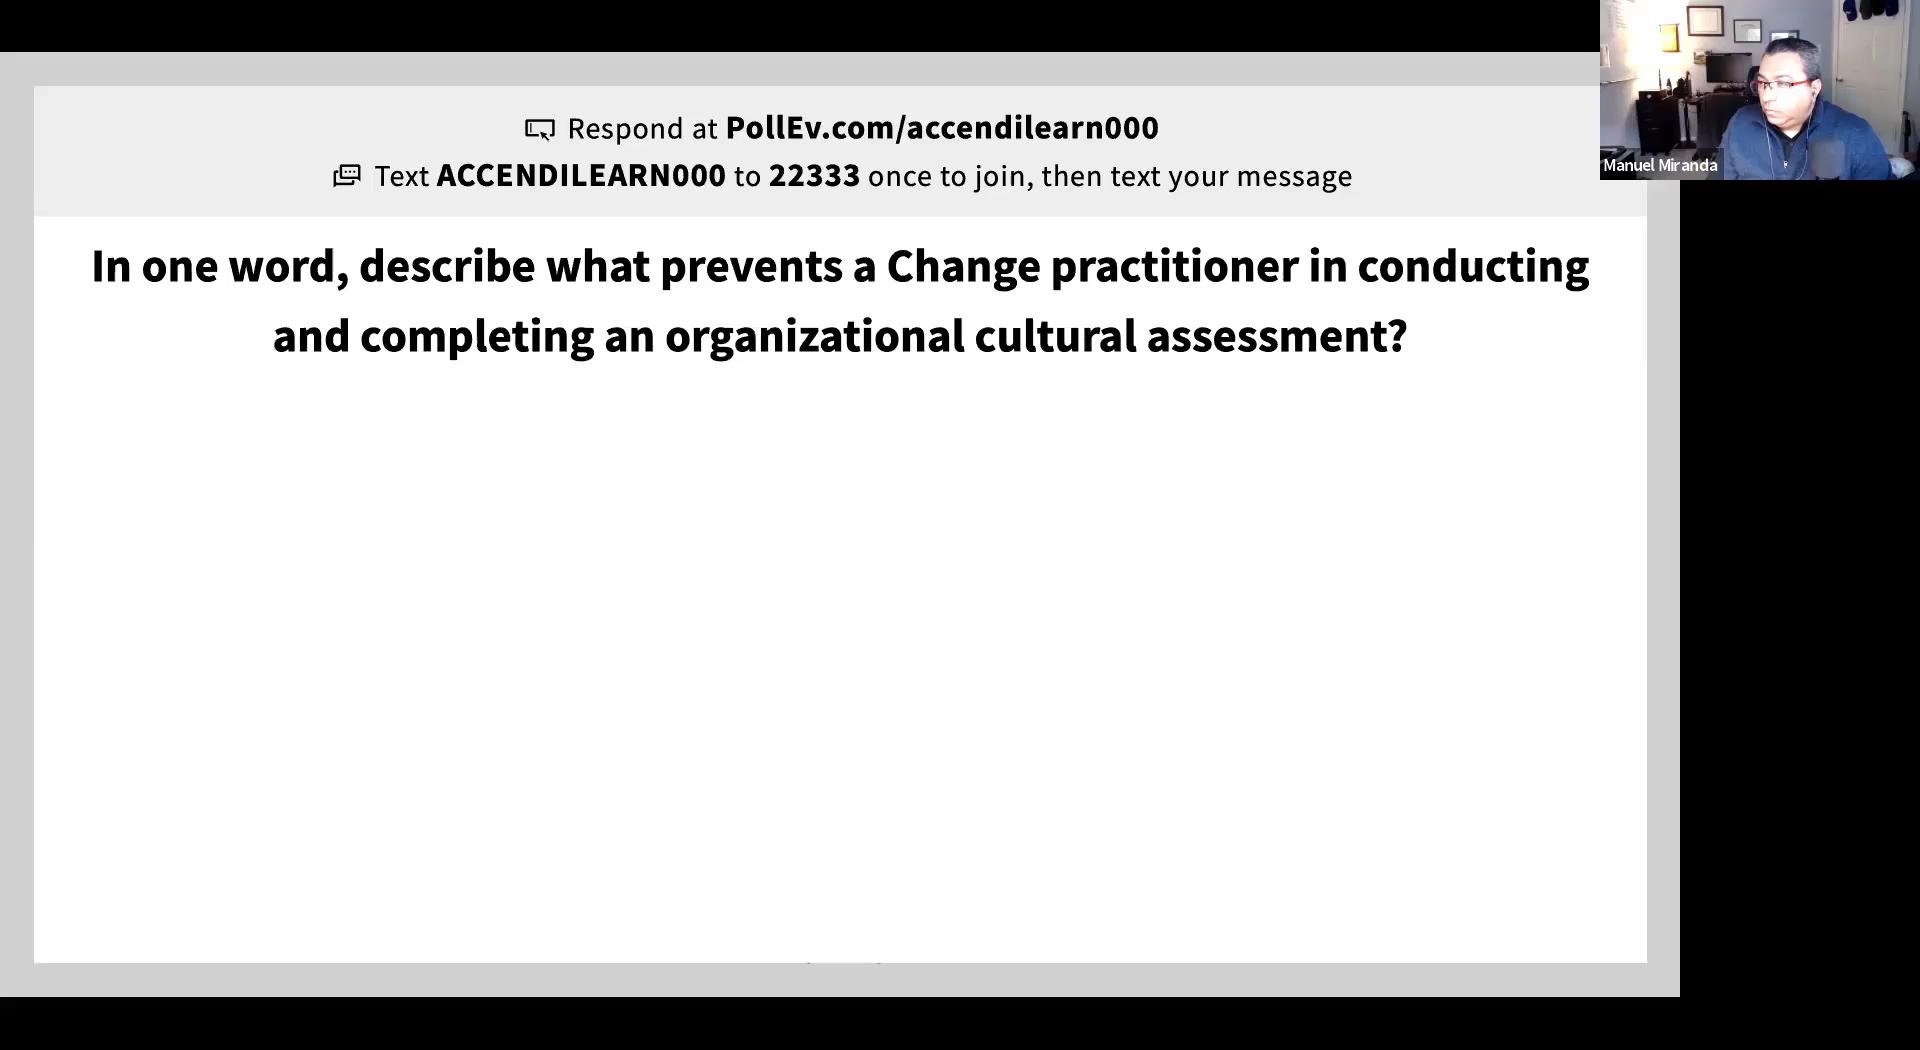 Respond at PollEv.com/accendilearn000
Text ACCENDILEARN000 to 22333 once to join, then text your message
In one word, describe what prevents a Change practitioner in conducting
and completing an organizational cultural assessment?
Manuel Miranda